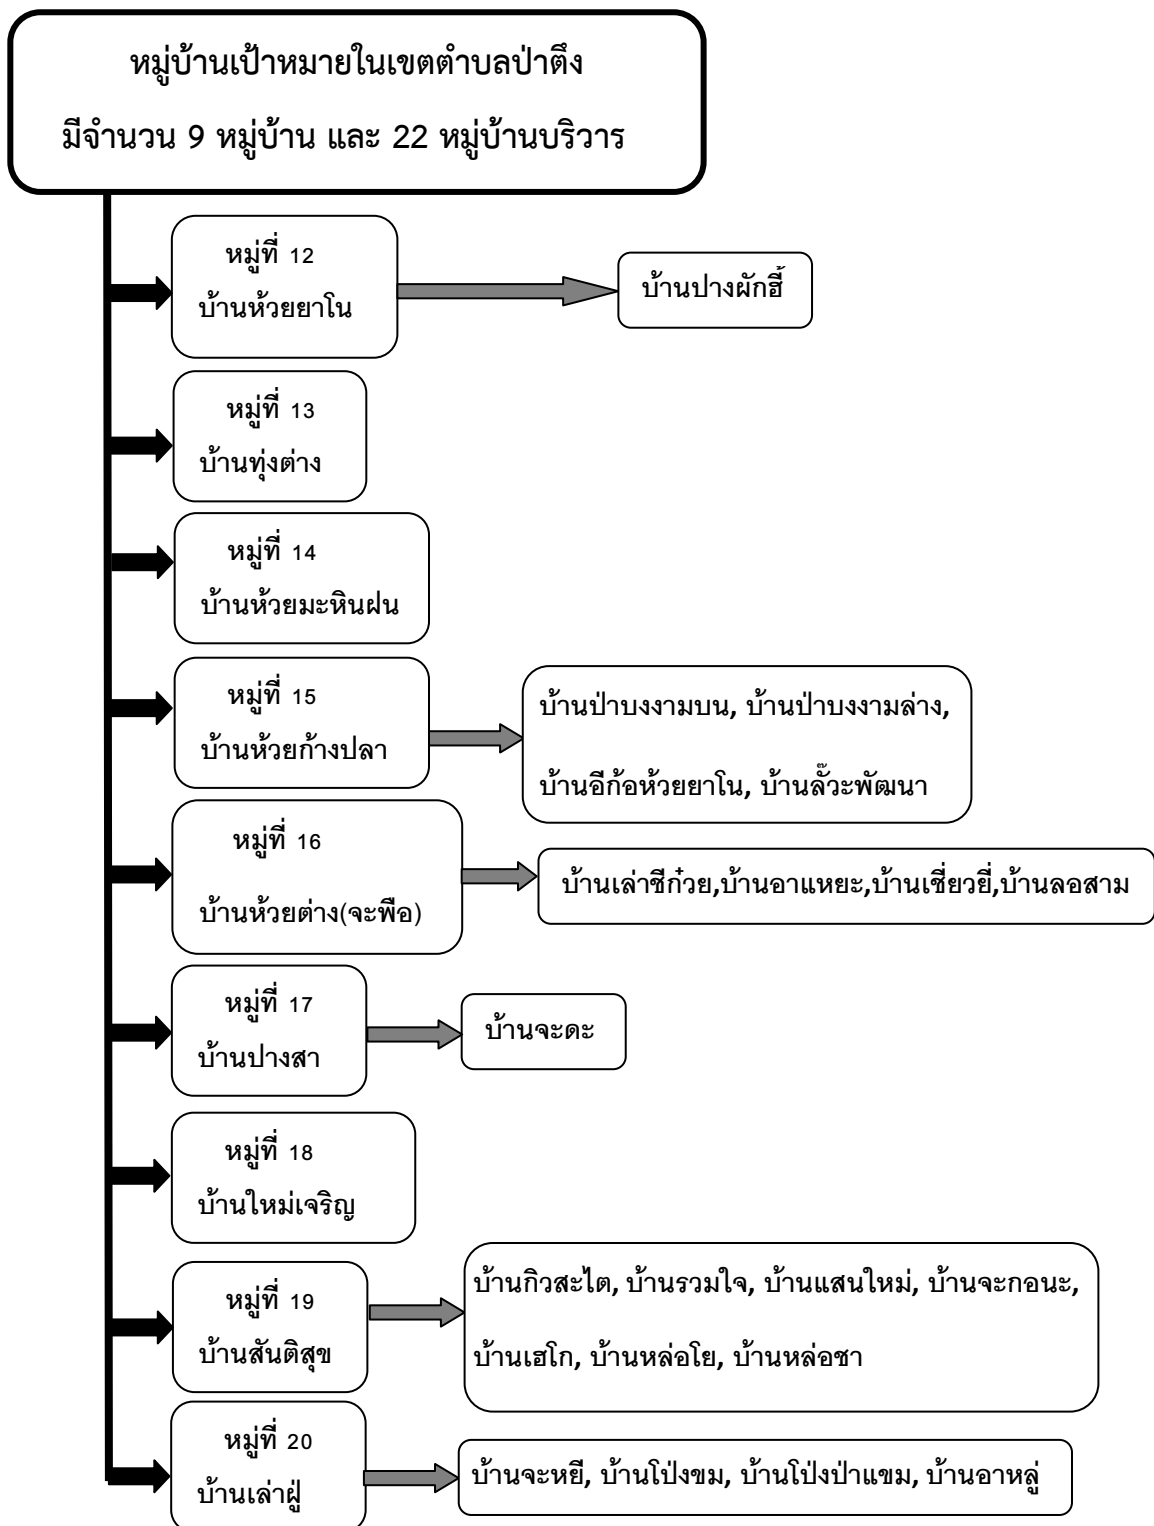 หมู่บ้านเป้าหมายในเขตตำบลป่าตึง
มีจำนวน 9 หมู่บ้าน และ 22 หมู่บ้านบริวาร
หมู่ที่ 12
บ้านห้วยยาโน
บ้านปางผักฮี้
หมู่ที่ 13
บ้านทุ่งต่าง
หมู่ที่ 14
บ้านห้วยมะหินฝน
หมู่ที่ 15
บ้านห้วยก้างปลา
บ้านป่าบงงามบน, บ้านป่าบงงามล่าง,
บ้านอีก้อห้วยยาโน, บ้านลั๊วะพัฒนา
หมู่ที่ 16
บ้านห้วยต่าง(จะพือ)
บ้านเล่าชีก๋วย,บ้านอาแหยะ,บ้านเชี่ยวยี่,บ้านลอสาม
หมู่ที่ 17
บ้านปางสา
บ้านจะดะ
หมู่ที่ 18
บ้านใหม่เจริญ
หมู่ที่ 19
บ้านสันติสุข
บ้านกิวสะไต, บ้านรวมใจ, บ้านแสนใหม่, บ้านจะกอนะ,
บ้านเฮโก, บ้านหล่อโย, บ้านหล่อชา
หมู่ที่ 20
บ้านเล่าฝู่
บ้านจะหยี, บ้านโป่งขม, บ้านโป่งป่าแขม, บ้านอาหลู่